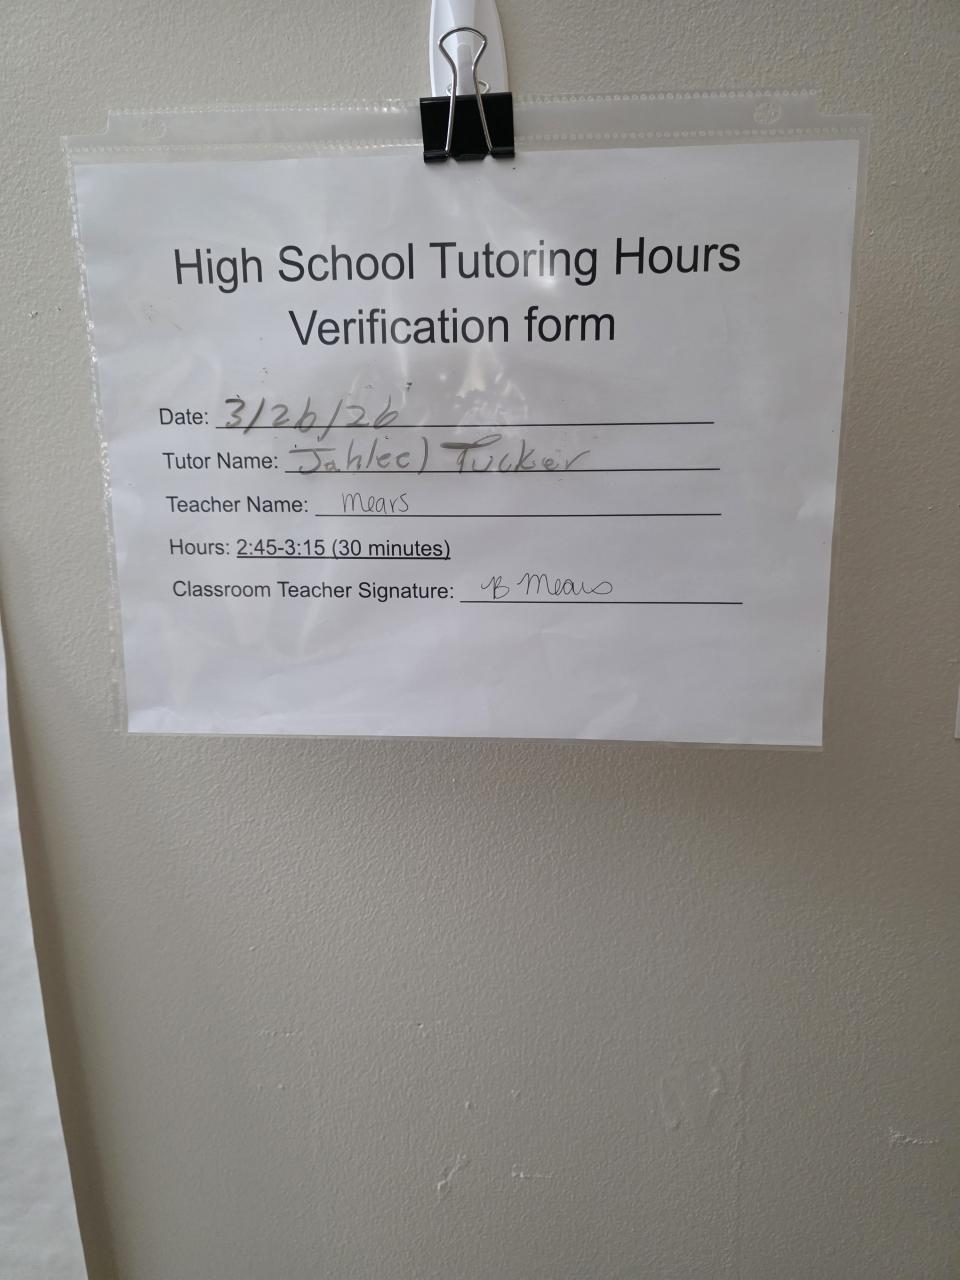 High School Tutoring Hours
Verification form
Date: 3/26/26
Tutor Name: Jahleel Tucker
Teacher Name: Mears
Hours: 2:45-3:15 (30 minutes)
Classroom Teacher Signature: B Mears